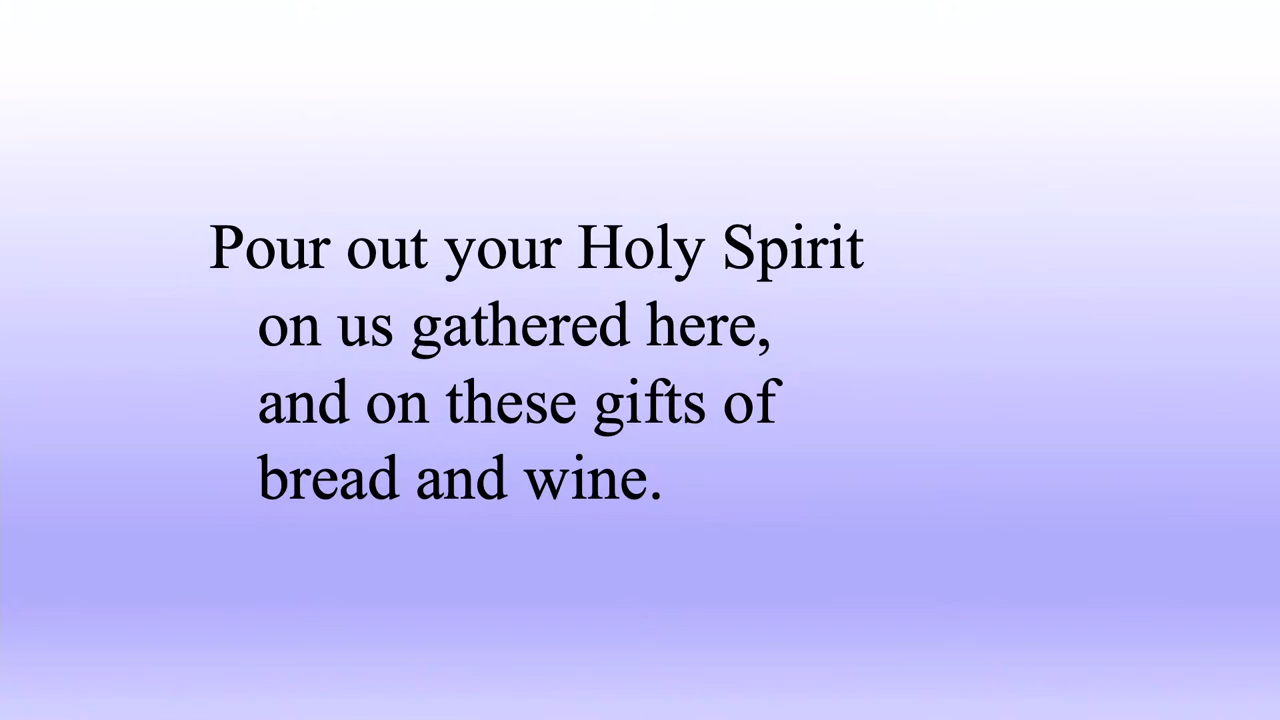 Pour out your Holy Spirit
on us gathered here,
and on these gifts of
bread and wine.